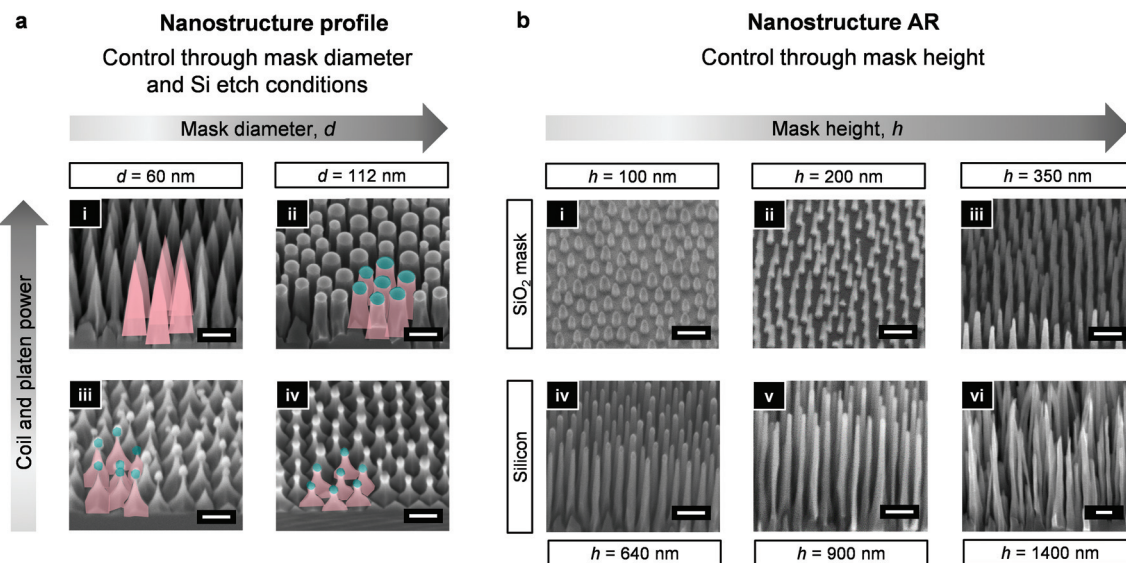 a
Nanostructure profile
Control through mask diameter
and Si etch conditions
Mask diameter, d
d = 60 nm
d = 112 nm
Coil and platen power
i
ii
iii
iv
b
Nanostructure AR
Control through mask height
Mask height, h
h = 100 nm
h = 200 nm
h = 350 nm
SiO₂ mask
i
ii
iii
Silicon
iv
v
vi
h = 640 nm
h = 900 nm
h = 1400 nm